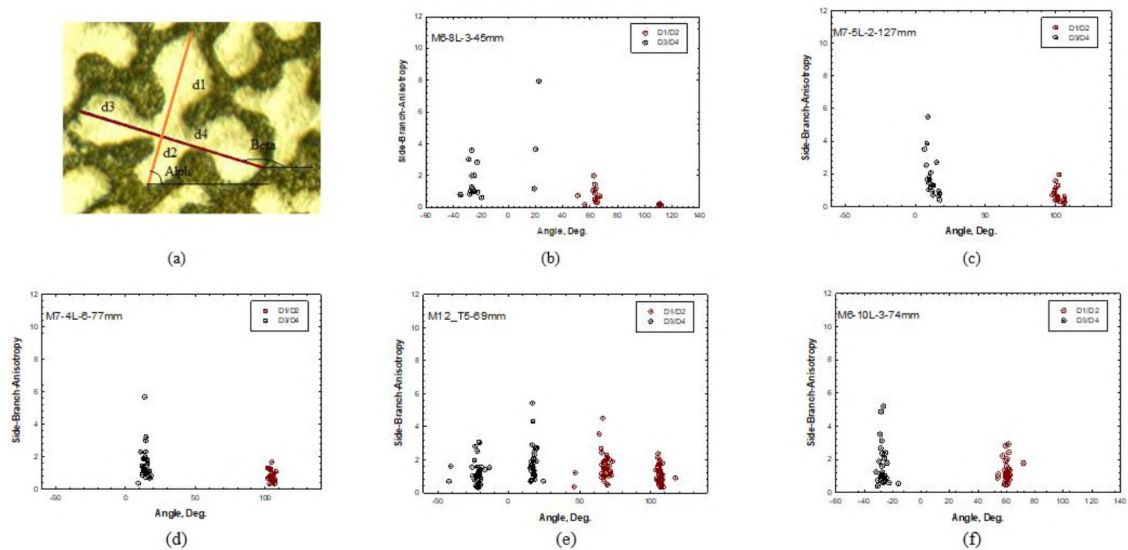 d1
d3
d4
d2
Beta
Alph
(a)
M6-8L-3-45mm
D1/D2
D3/D4
Side-Branch-Anisotropy
12
10
8
6
4
2
0
-60 -40 -20 0 20 40 60 80 100 120 140
Angle, Deg.
(b)
M7-5L-2-127mm
D1/D2
D3/D4
Side-Branch-Anisotropy
12
10
8
6
4
2
0
-50 0 50 100
Angle, Deg.
(c)
M7-4L-6-77mm
D1/D2
D3/D4
Side-Branch-Anisotropy
12
10
8
6
4
2
0
-50 0 50 100
Angle, Deg.
(d)
M12_T5-69mm
D1/D2
D3/D4
Side-Branch-Anisotropy
12
10
8
6
4
2
0
-50 0 50 100
Angle, Deg.
(e)
M6-10L-3-74mm
D1/D2
D3/D4
Side-Branch-Anisotropy
12
10
8
6
4
2
0
-60 -40 -20 0 20 40 60 80 100 120 140
Angle, Deg.
(f)